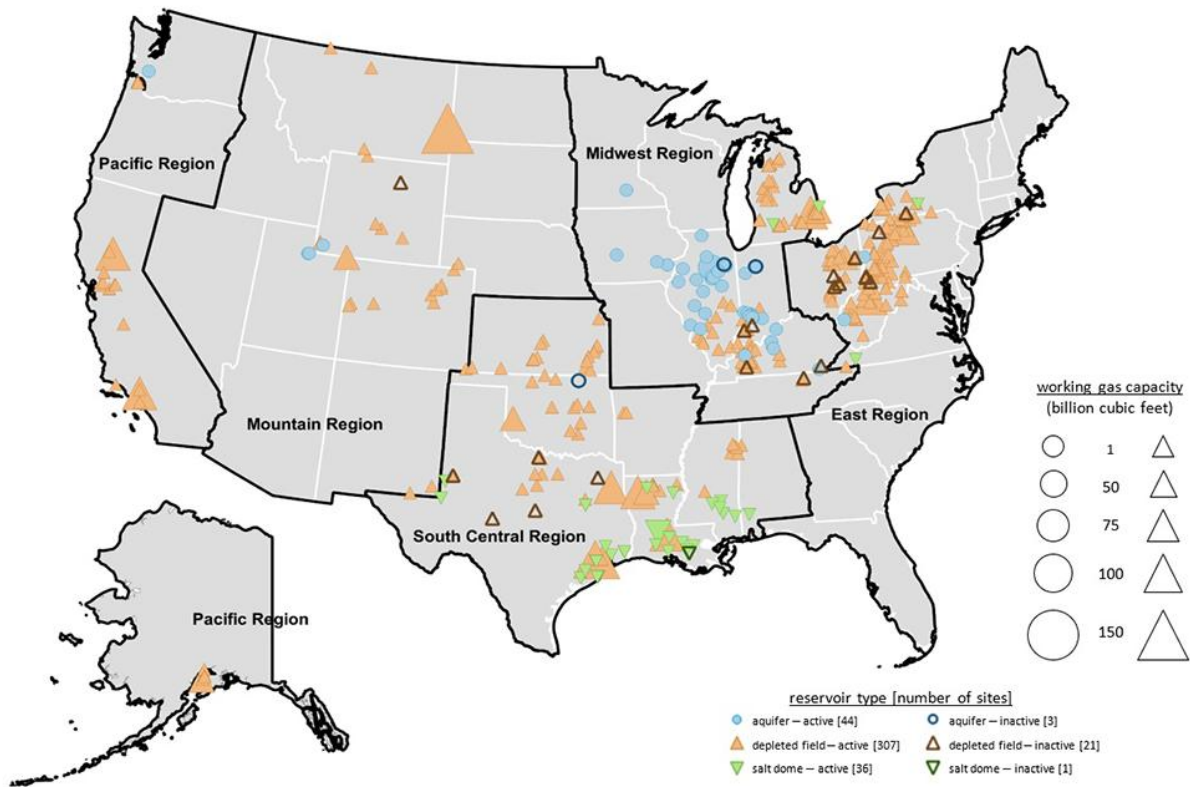 Pacific Region
Midwest Region
Mountain Region
East Region
South Central Region
Pacific Region
working gas capacity
(billion cubic feet)
1
50
75
100
150
reservoir type [number of sites]
aquifer – active [44]
aquifer – inactive [3]
depleted field – active [307]
depleted field – inactive [21]
salt dome – active [36]
salt dome – inactive [1]